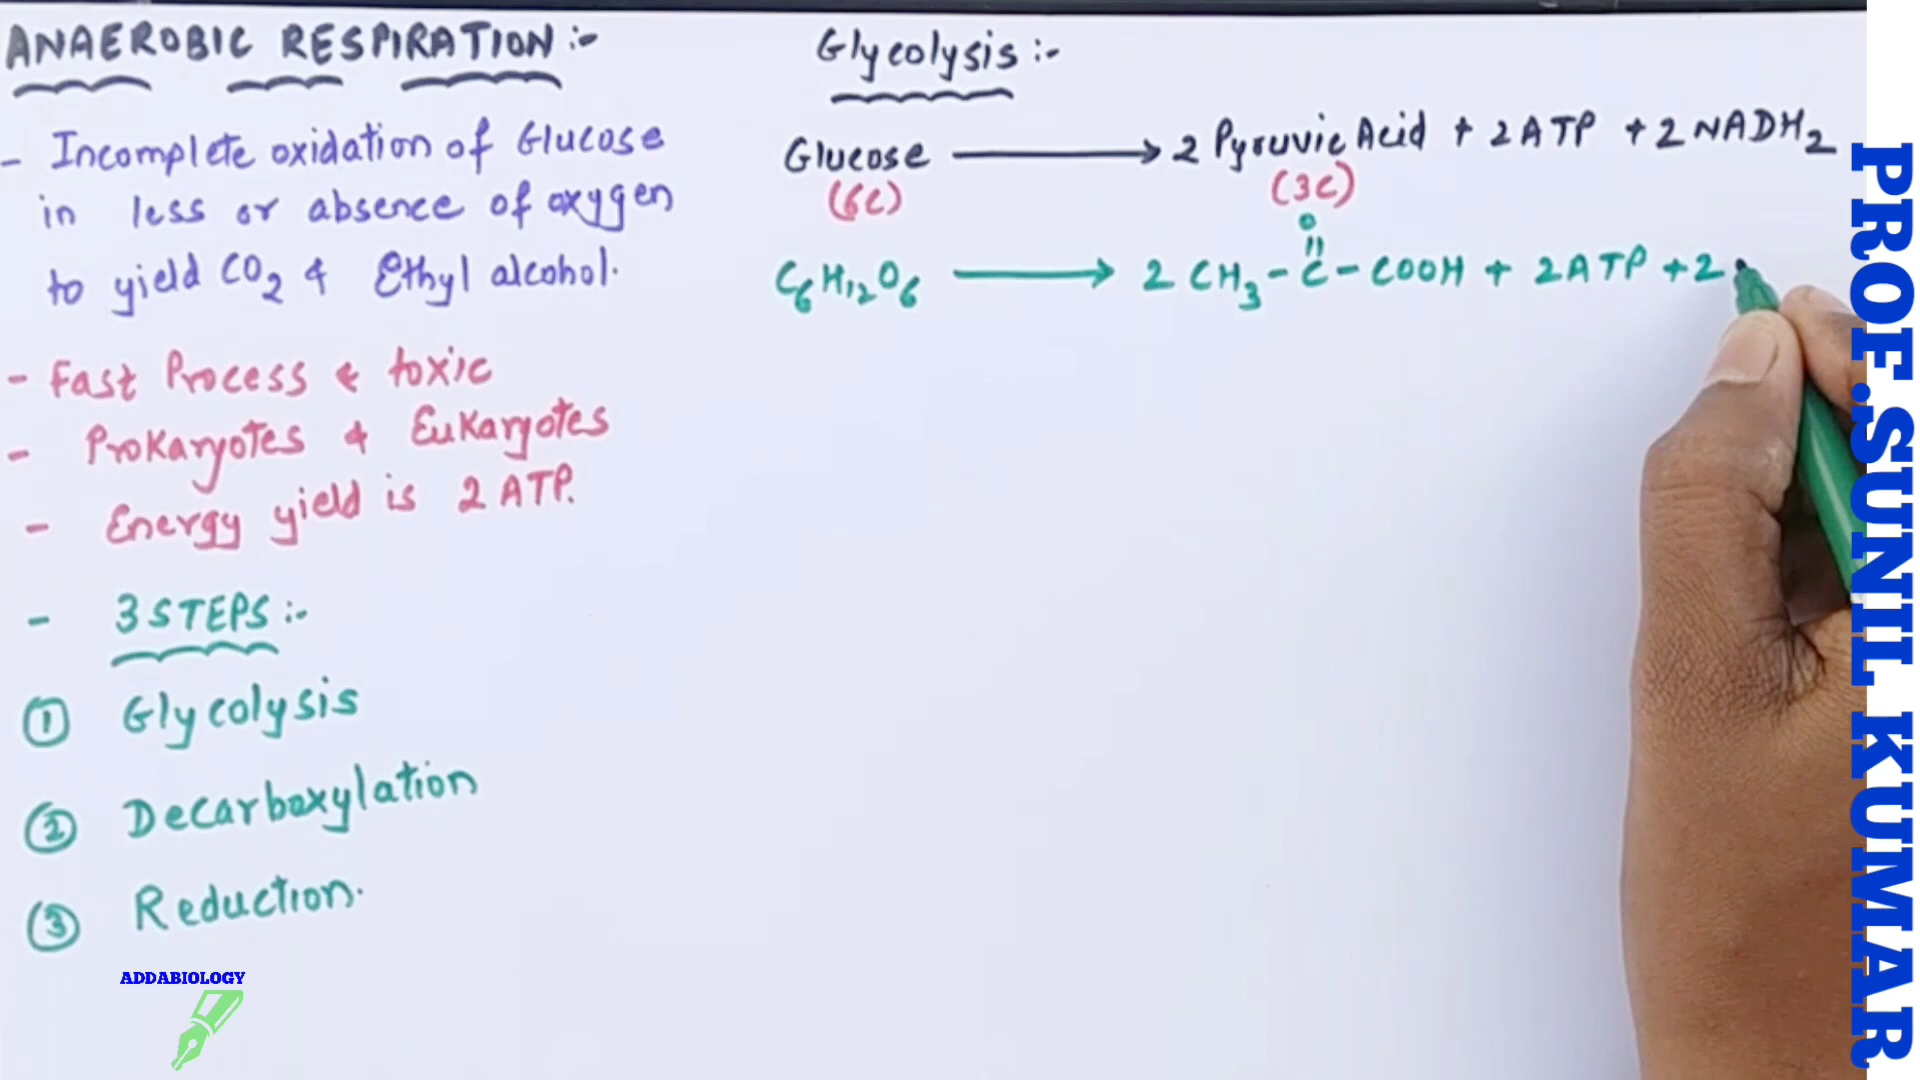 ANAEROBIC RESPIRATION :-
- Incomplete oxidation of Glucose
in less or absence of oxygen
to yield CO2 & Ethyl alcohol.
- Fast Process & toxic
- Prokaryotes & Eukaryotes
- Energy yield is 2 ATP.
- 3 STEPS :-
① Glycolysis
② Decarboxylation
③ Reduction.
ADDABIOLOGY
Glycolysis :-
Glucose ⟶ 2 Pyruvic Acid + 2 ATP + 2 NADH2
(6C) (3C)
O
||
C6H12O6 ⟶ 2 CH3 - C - COOH + 2 ATP + 2
PROF.SUNIL KUMAR